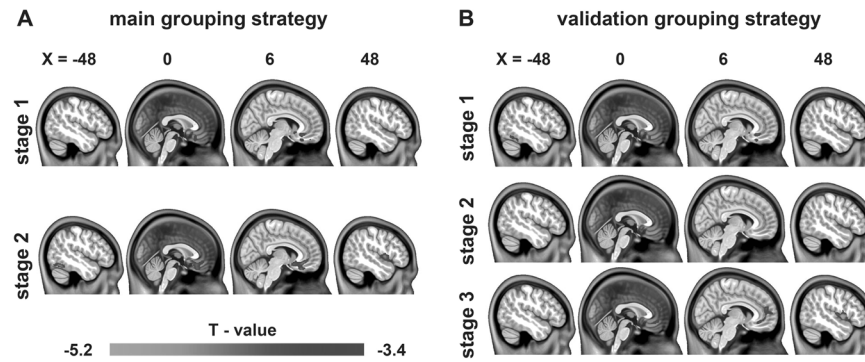 A main grouping strategy
X = -48 0 6 48
stage 1
stage 2
T - value
-5.2 -3.4
B validation grouping strategy
X = -48 0 6 48
stage 1
stage 2
stage 3